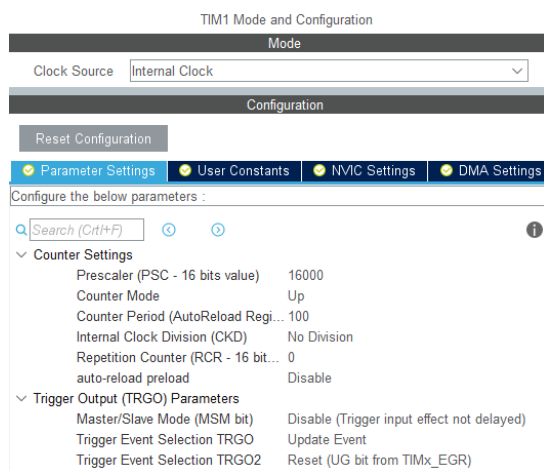 TIM1 Mode and Configuration
Mode
Clock Source Internal Clock
Configuration
Reset Configuration
Parameter Settings User Constants NVIC Settings DMA Settings
Configure the below parameters :
Search (Crtl+F)
Counter Settings
Prescaler (PSC - 16 bits value) 16000
Counter Mode Up
Counter Period (AutoReload Regi... 100
Internal Clock Division (CKD) No Division
Repetition Counter (RCR - 16 bit... 0
auto-reload preload Disable
Trigger Output (TRGO) Parameters
Master/Slave Mode (MSM bit) Disable (Trigger input effect not delayed)
Trigger Event Selection TRGO Update Event
Trigger Event Selection TRGO2 Reset (UG bit from TIMx_EGR)